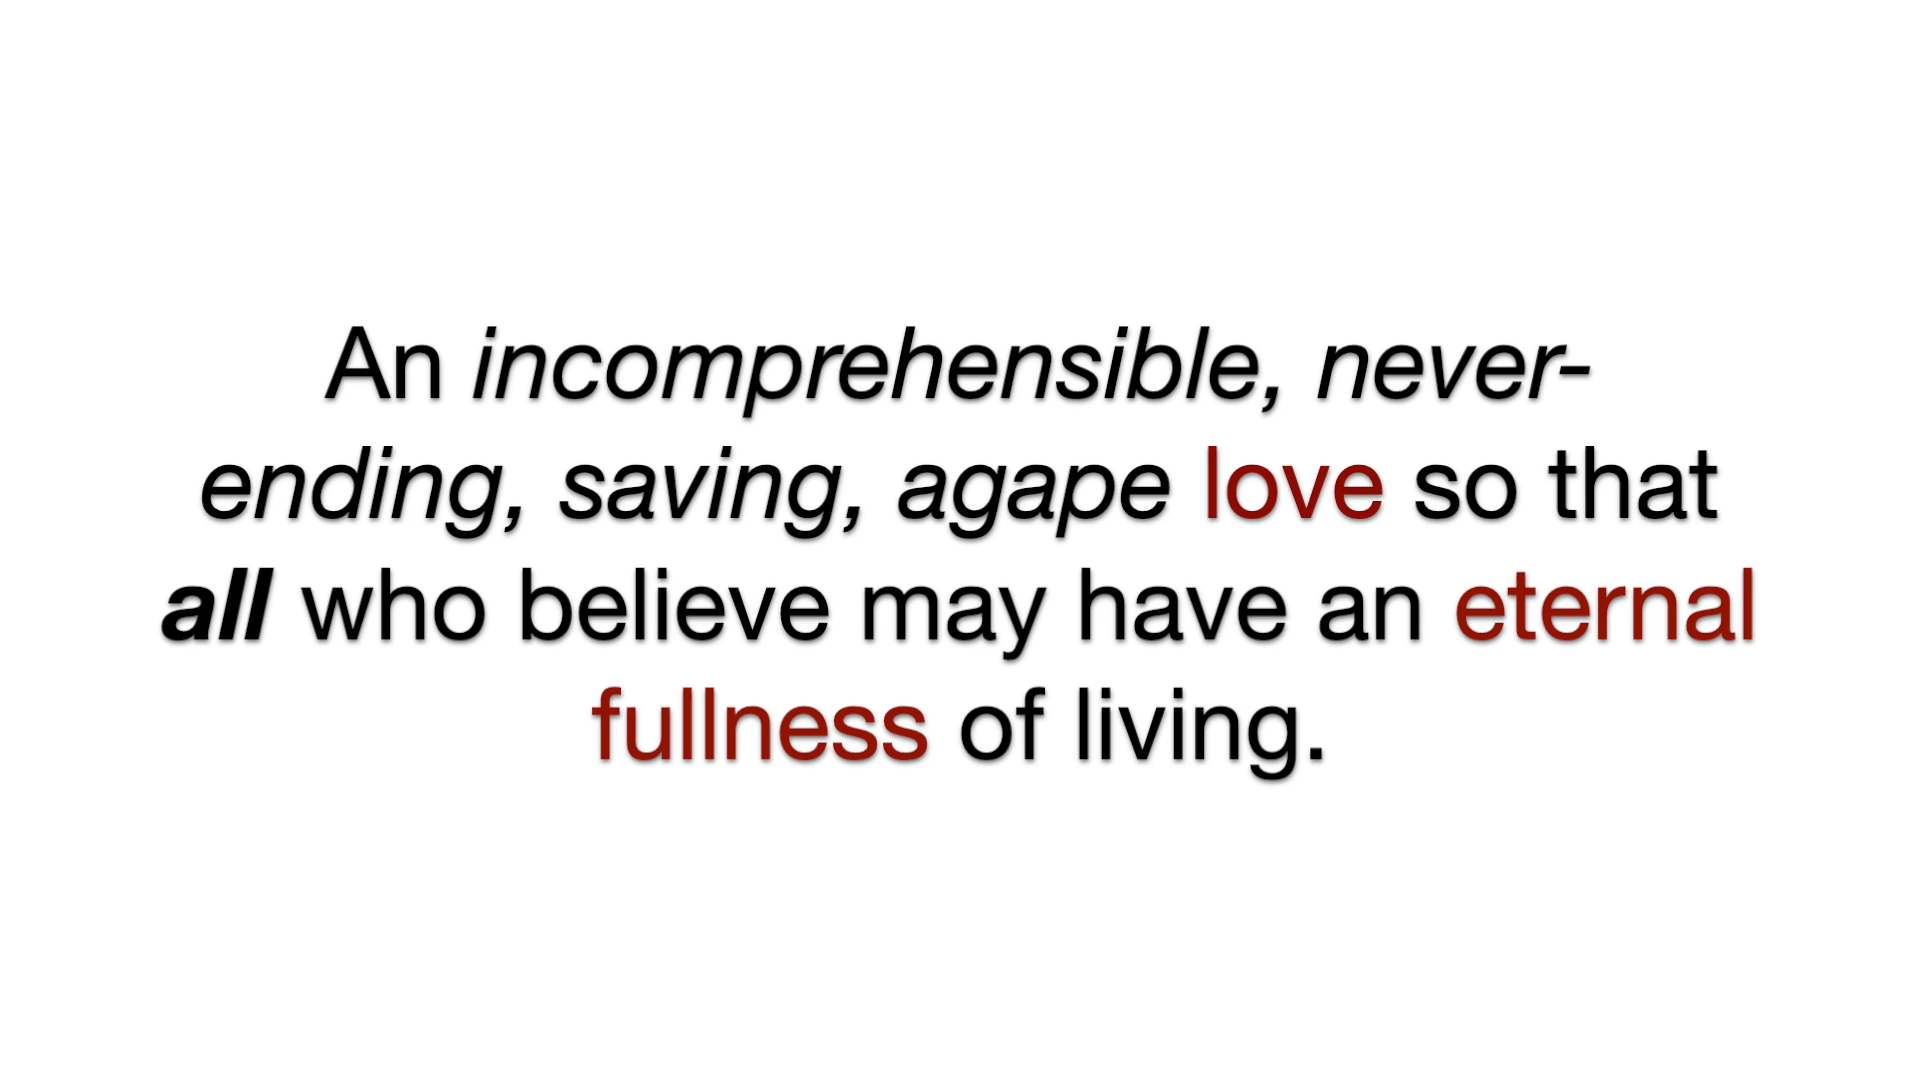 An incomprehensible, never-
ending, saving, agape love so that
all who believe may have an eternal
fullness of living.